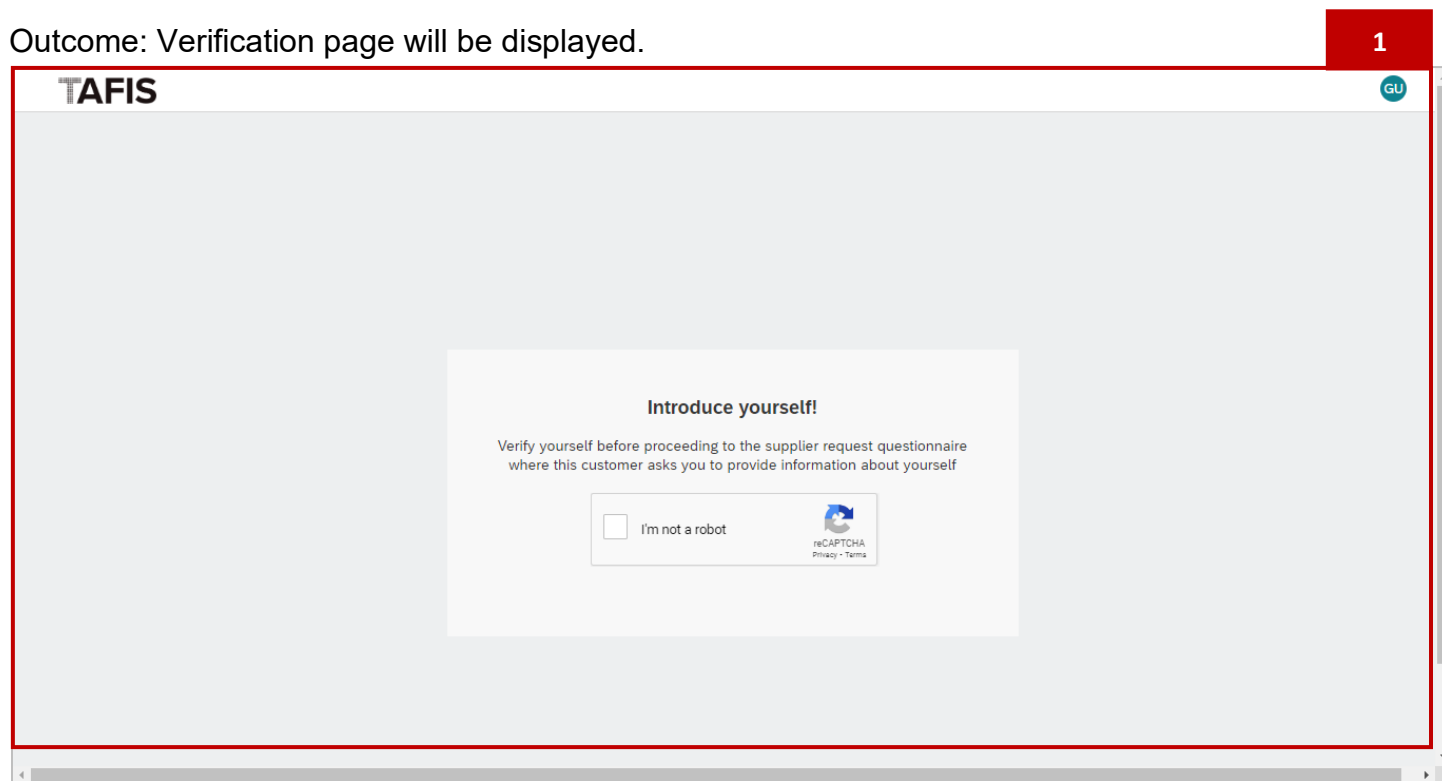 Outcome: Verification page will be displayed.
1
TAFIS
GU
Introduce yourself!
Verify yourself before proceeding to the supplier request questionnaire
where this customer asks you to provide information about yourself
I'm not a robot
reCAPTCHA
Privacy - Terms